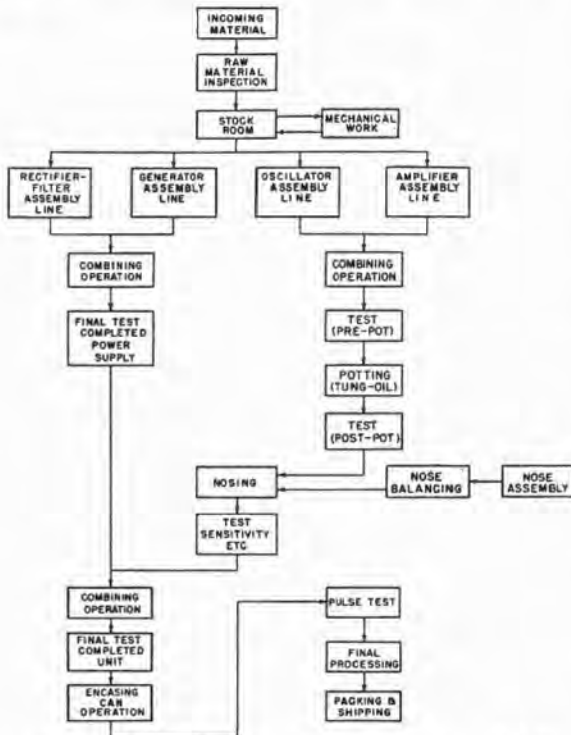 INCOMING
MATERIAL
RAW
MATERIAL
INSPECTION
STOCK
ROOM
MECHANICAL
WORK
RECTIFIER-
FILTER ASSEMBLY
LINE
GENERATOR
ASSEMBLY
LINE
OSCILLATOR
ASSEMBLY
LINE
AMPLIFIER
ASSEMBLY
LINE
COMBINING
OPERATION
COMBINING
OPERATION
FINAL TEST
COMPLETED
POWER
SUPPLY
TEST
(PRE-POT)
POTTING
(TUNG-OIL)
TEST
(POST-POT)
NOSING
NOSE
BALANCING
NOSE
ASSEMBLY
TEST
SENSITIVITY
ETC
COMBINING
OPERATION
PULSE TEST
FINAL TEST
COMPLETED
UNIT
FINAL
PROCESSING
ENCASING
CAN
OPERATION
PACKING &
SHIPPING